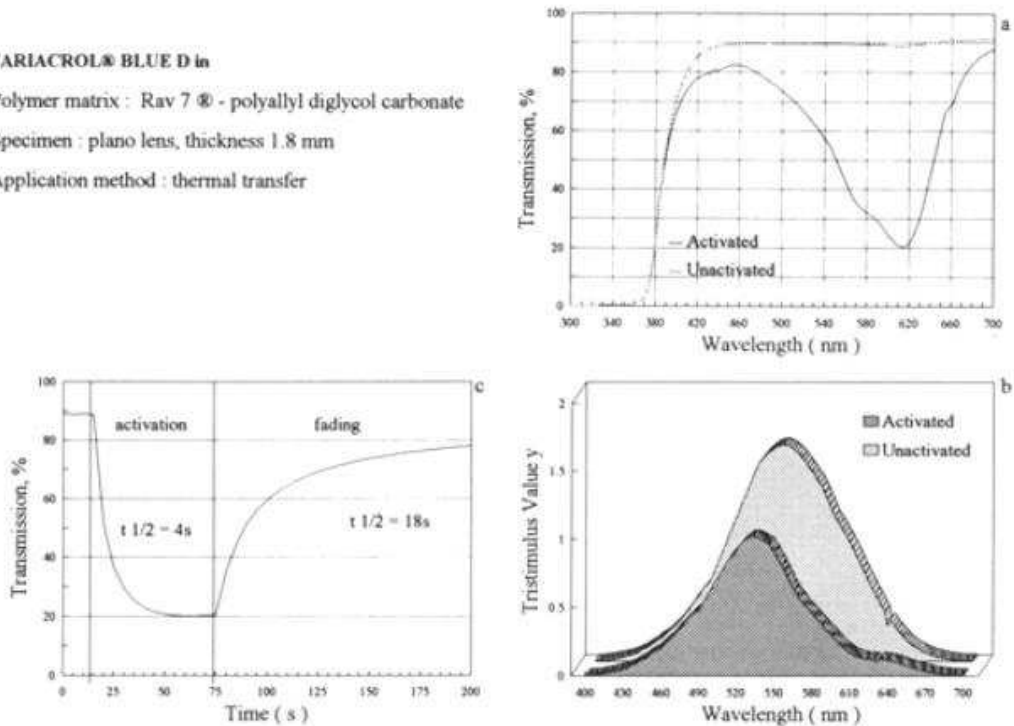 ARIACROL® BLUE D in
Polymer matrix : Rav 7 ® - polyallyl diglycol carbonate
Specimen : plano lens, thickness 1.8 mm
Application method : thermal transfer
a
Transmission, %
100
80
60
40
20
0
Activated
Unactivated
300 340 380 420 460 500 540 580 620 660 700
Wavelength ( nm )
c
Transmission, %
100
80
60
40
20
0
activation
fading
t 1/2 = 4s
t 1/2 = 18s
0 25 50 75 100 125 150 175 200
Time ( s )
b
Tristimulus Value y
2
1.5
1
0.5
0
Activated
Unactivated
400 430 460 490 520 190 580 610 640 670 700
Wavelength ( nm )